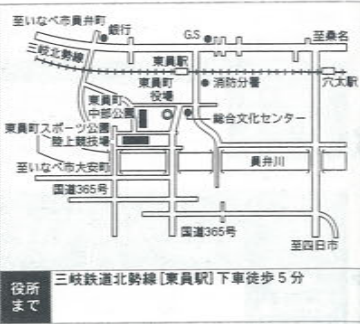 至いなべ市員弁町
銀行
G.S
至桑名
三岐北勢線
東員駅
穴太駅
東員町
役場
消防分署
東員町
中部公園
総合文化センター
東員町スポーツ公園
陸上競技場
至いなべ市大安町
員弁川
国道365号
国道365号
至四日市
役所
まで
三岐鉄道北勢線[東員駅]下車徒歩5分